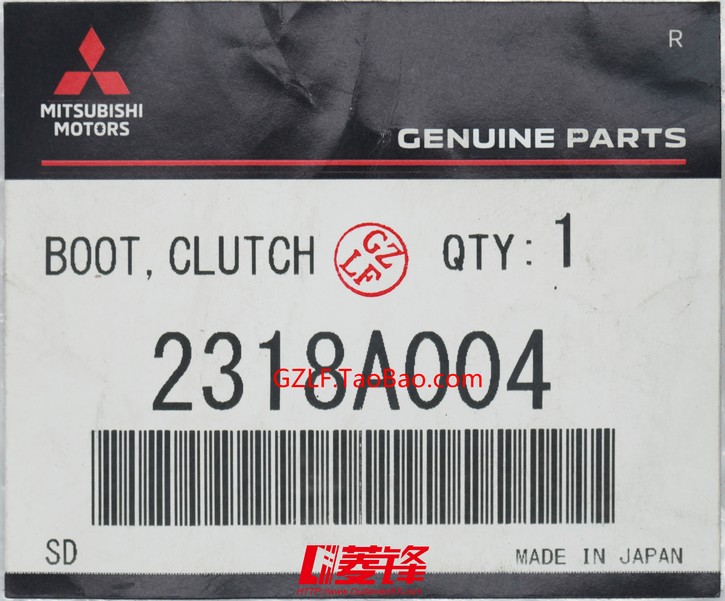 R
MITSUBISHI
MOTORS
GENUINE PARTS
BOOT, CLUTCH
GZ
LF
QTY: 1
2318A004
GZLF.TaoBao.com
SD
MADE IN JAPAN
菱锋